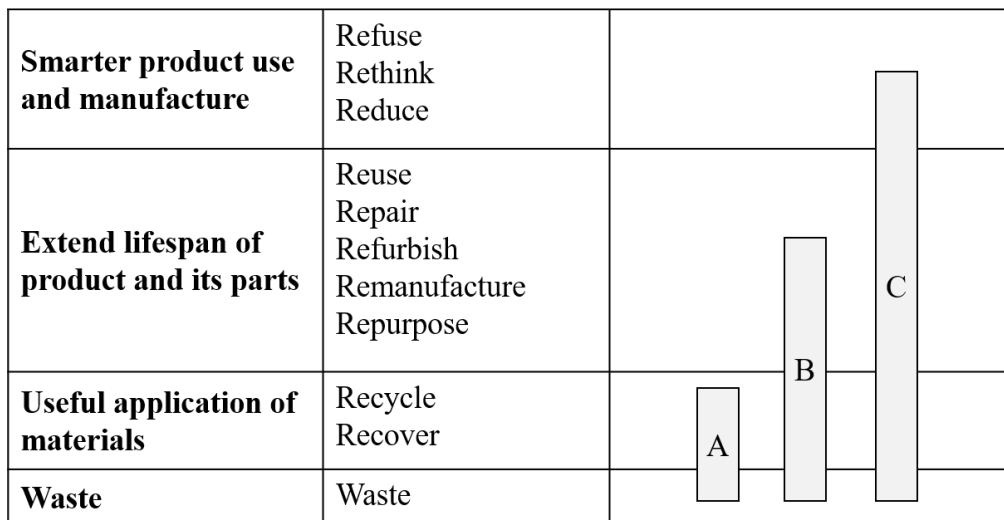 Smarter product use
and manufacture
Refuse
Rethink
Reduce
Extend lifespan of
product and its parts
Reuse
Repair
Refurbish
Remanufacture
Repurpose
Useful application of
materials
Recycle
Recover
Waste
Waste
A
B
C